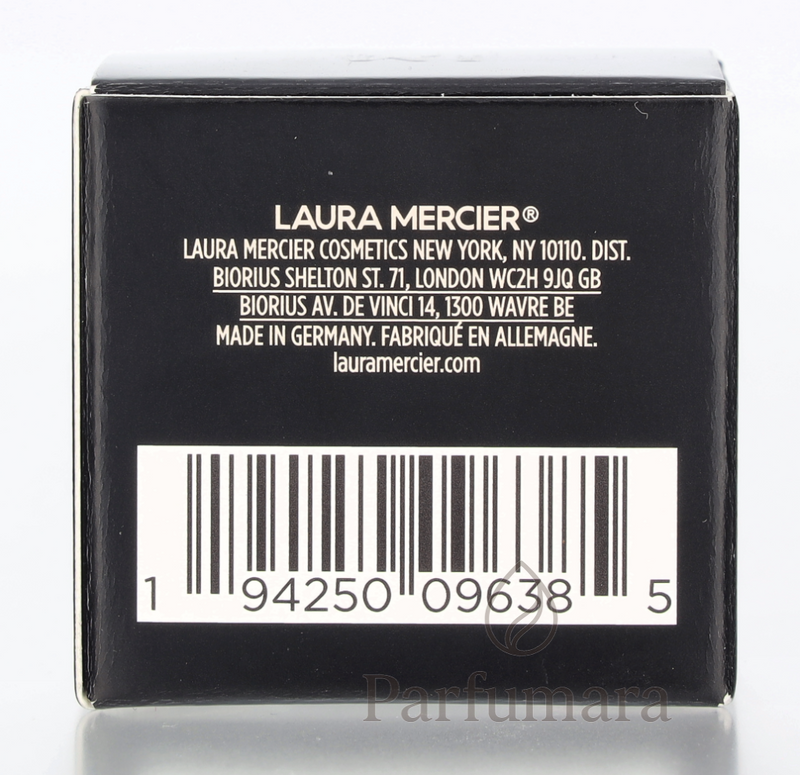 LAURA MERCIER®
LAURA MERCIER COSMETICS NEW YORK, NY 10110. DIST.
BIORIUS SHELTON ST. 71, LONDON WC2H 9JQ GB
BIORIUS AV. DE VINCI 14, 1300 WAVRE BE
MADE IN GERMANY. FABRIQUÉ EN ALLEMAGNE.
lauramercier.com
1 94250 09638 5
Parfumara